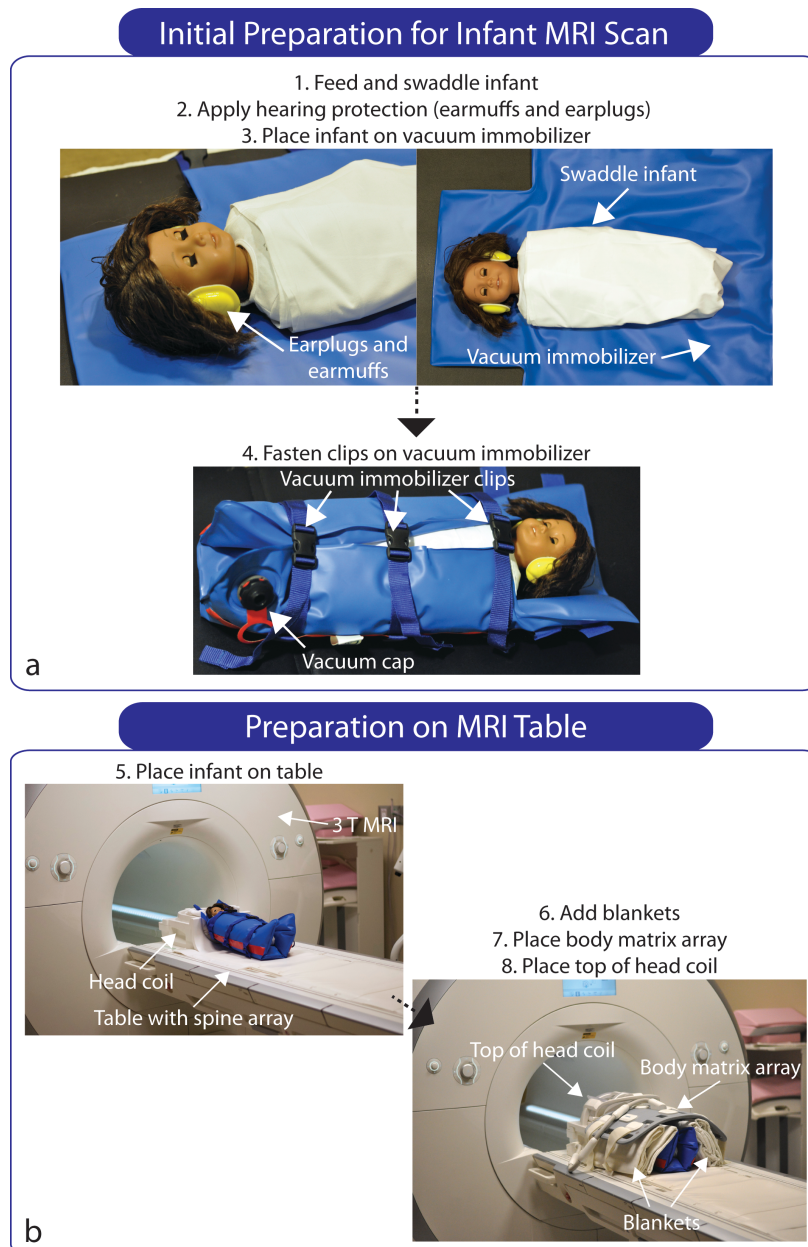 Initial Preparation for Infant MRI Scan
1. Feed and swaddle infant
2. Apply hearing protection (earmuffs and earplugs)
3. Place infant on vacuum immobilizer
Swaddle infant
Earplugs and
earmuffs
Vacuum immobilizer
4. Fasten clips on vacuum immobilizer
Vacuum immobilizer clips
Vacuum cap
a
Preparation on MRI Table
5. Place infant on table
3 T MRI
Head coil
Table with spine array
6. Add blankets
7. Place body matrix array
8. Place top of head coil
Top of head coil
Body matrix array
Blankets
b